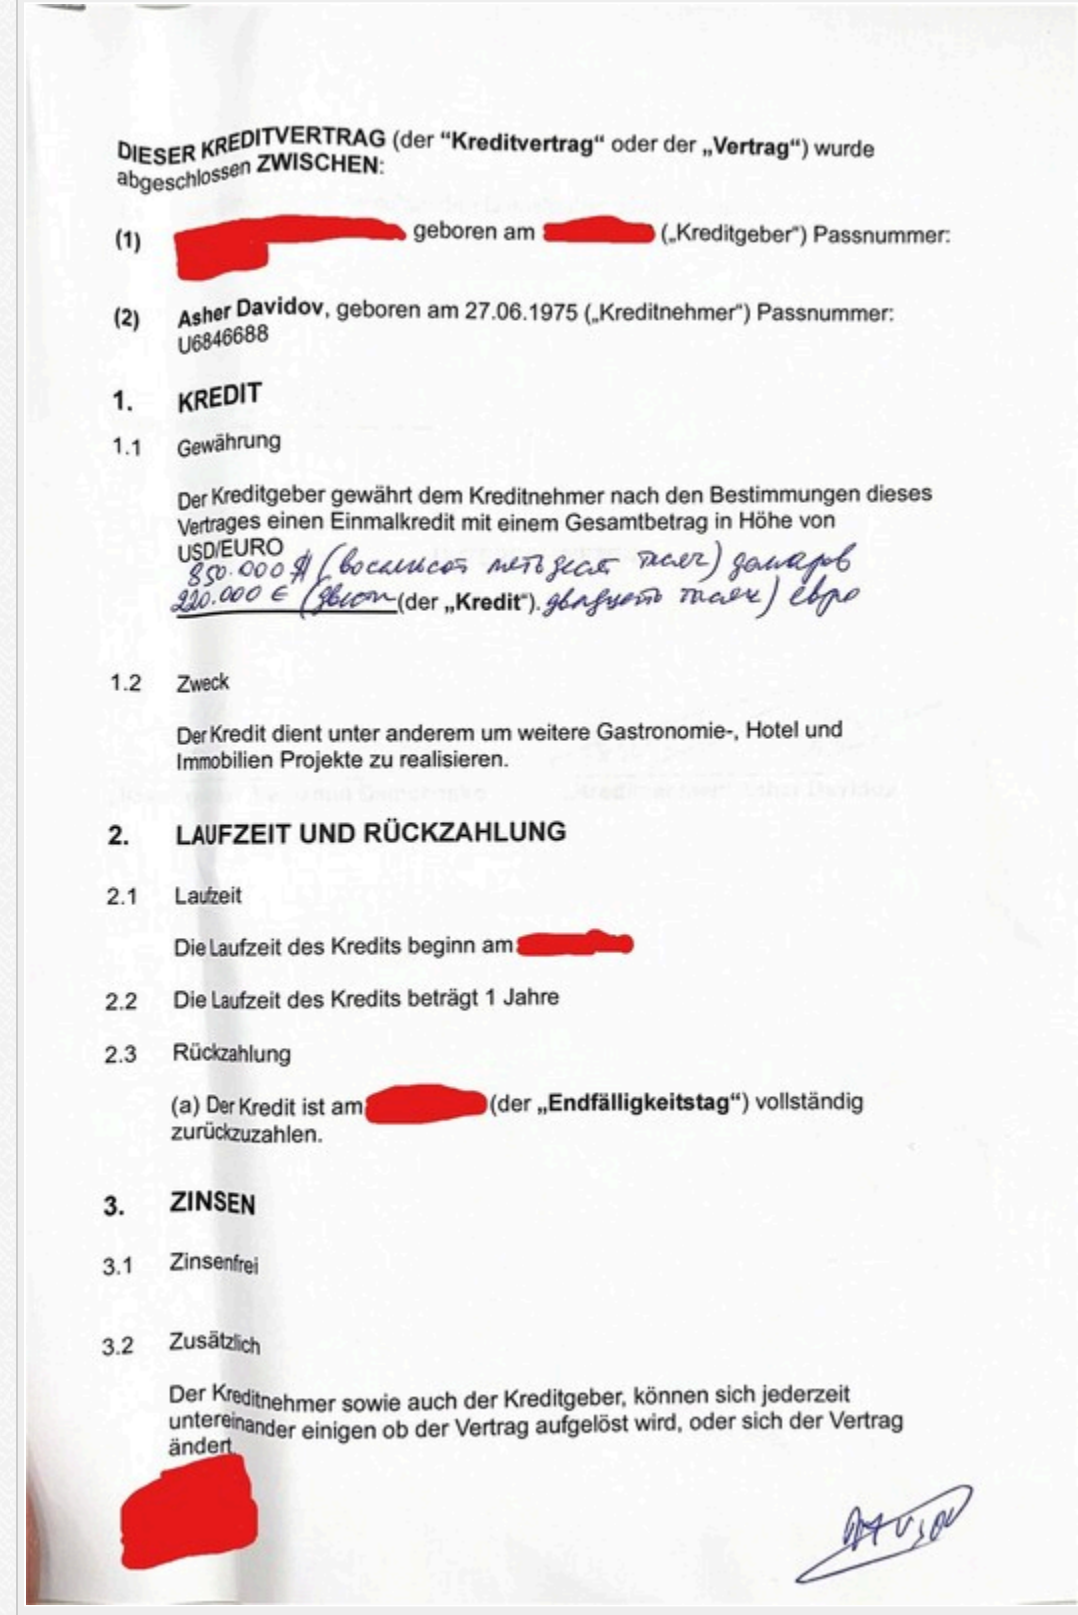 DIESER KREDITVERTRAG (der “Kreditvertrag“ oder der „Vertrag“) wurde
abgeschlossen ZWISCHEN:
(1) geboren am („Kreditgeber“) Passnummer:
(2) Asher Davidov, geboren am 27.06.1975 („Kreditnehmer“) Passnummer:
U6846688
1. KREDIT
1.1 Gewährung
Der Kreditgeber gewährt dem Kreditnehmer nach den Bestimmungen dieses
Vertrages einen Einmalkredit mit einem Gesamtbetrag in Höhe von
USD/EURO
850.000 $ (восемьсот пятьдесят тысяч) доларов
220.000 € (двести (der „Kredit“). двадцать тысяч) евро
1.2 Zweck
Der Kredit dient unter anderem um weitere Gastronomie-, Hotel und
Immobilien Projekte zu realisieren.
2. LAUFZEIT UND RÜCKZAHLUNG
2.1 Laufzeit
Die Laufzeit des Kredits beginn am
2.2 Die Laufzeit des Kredits beträgt 1 Jahre
2.3 Rückzahlung
(a) Der Kredit ist am (der „Endfälligkeitstag“) vollständig
zurückzuzahlen.
3. ZINSEN
3.1 Zinsenfrei
3.2 Zusätzlich
Der Kreditnehmer sowie auch der Kreditgeber, können sich jederzeit
untereinander einigen ob der Vertrag aufgelöst wird, oder sich der Vertrag
ändert